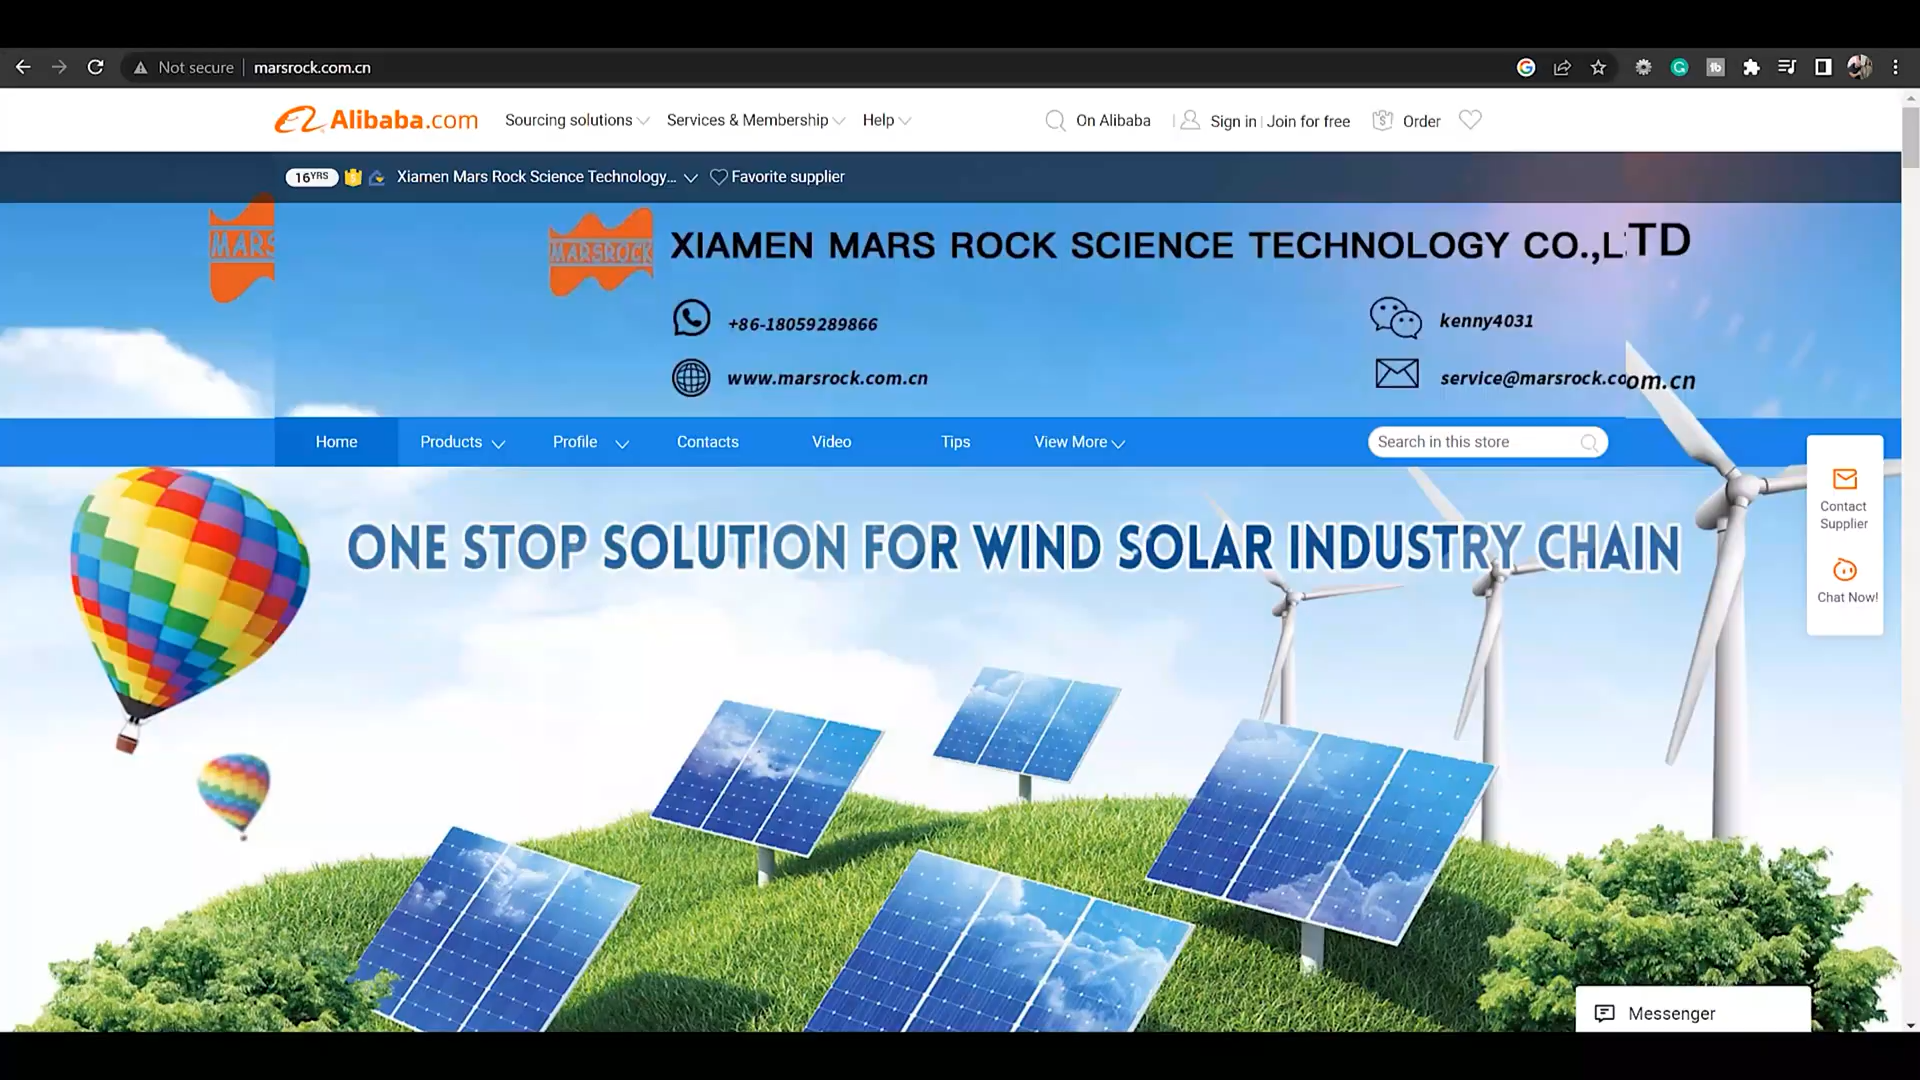 Not secure
marsrock.com.cn
Alibaba.com
Sourcing solutions
Services & Membership
Help
On Alibaba
Sign in
Join for free
Order
16YRS
Xiamen Mars Rock Science Technology...
Favorite supplier
MARS
MARSROCK
XIAMEN MARS ROCK SCIENCE TECHNOLOGY CO.,LTD
+86-18059289866
kenny4031
www.marsrock.com.cn
service@marsrock.com.cn
Home
Products
Profile
Contacts
Video
Tips
View More
Search in this store
ONE STOP SOLUTION FOR WIND SOLAR INDUSTRY CHAIN
Contact
Supplier
Chat Now!
Messenger